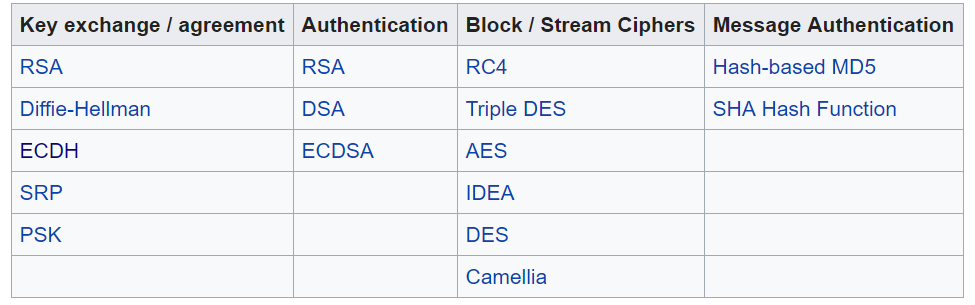 Key exchange / agreement Authentication Block / Stream Ciphers Message Authentication
RSA RSA RC4 Hash-based MD5
Diffie-Hellman DSA Triple DES SHA Hash Function
ECDH ECDSA AES
SRP IDEA
PSK DES
Camellia